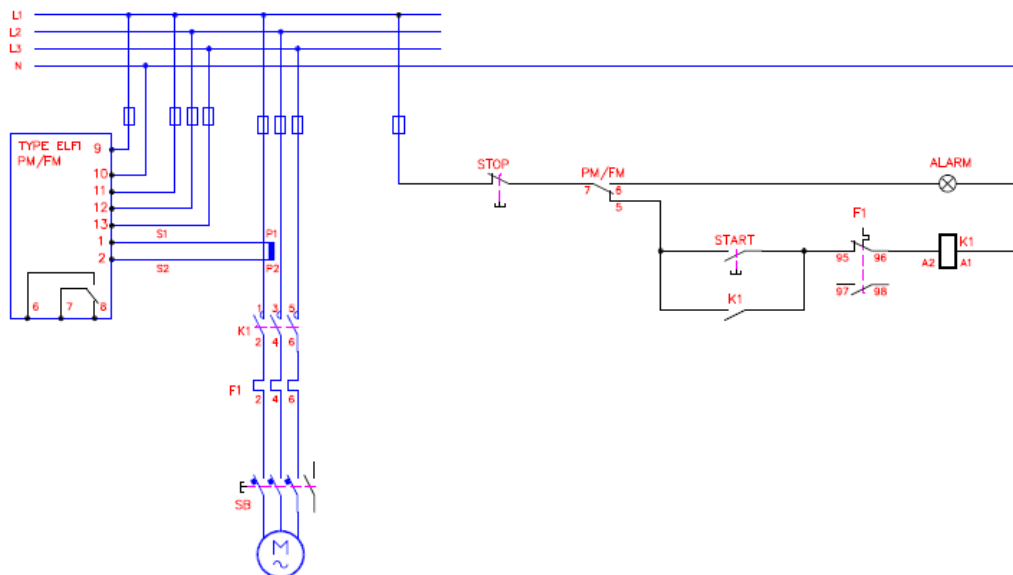 L1
L2
L3
N
TYPE ELFI 9
PM/FM
10
11
12
13
1
2
S1 P1
S2 P2
6 7 8
STOP
PM/FM
7 6
5
ALARM
START
F1
95 96
97 98
K1
A2 A1
K1
1 3 5
K1
2 4 6
F1
2 4 6
SB
M
~